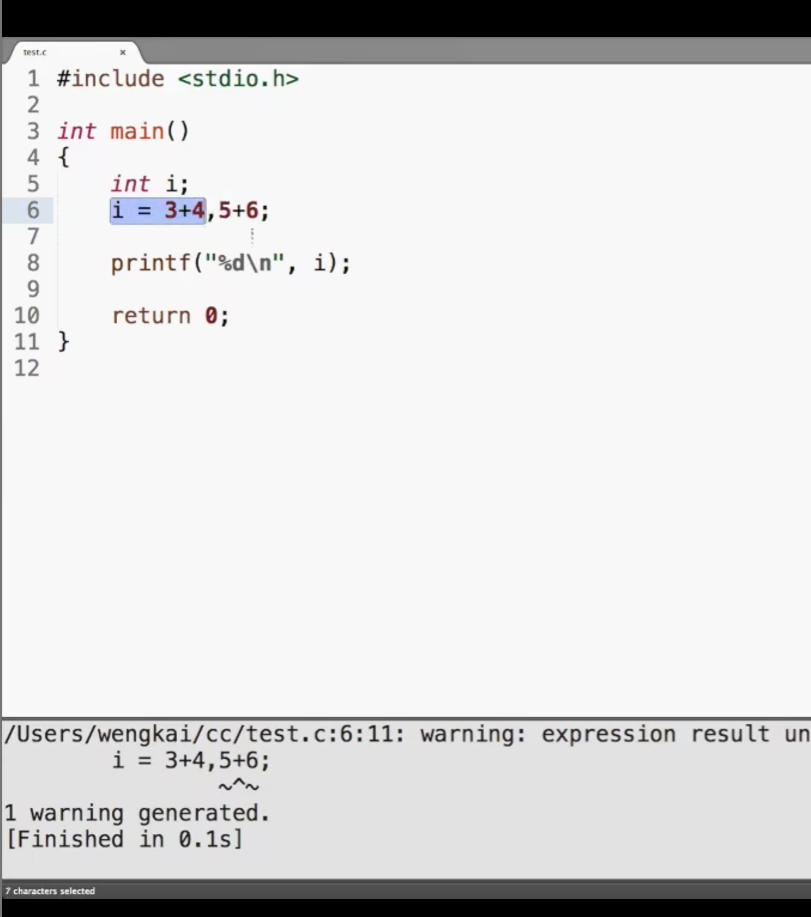 test.c ×
1 #include <stdio.h>
2
3 int main()
4 {
5 int i;
6 i = 3+4,5+6;
7
8 printf("%d\n", i);
9
10 return 0;
11 }
12
/Users/wengkai/cc/test.c:6:11: warning: expression result un
i = 3+4,5+6;
~^~
1 warning generated.
[Finished in 0.1s]
7 characters selected